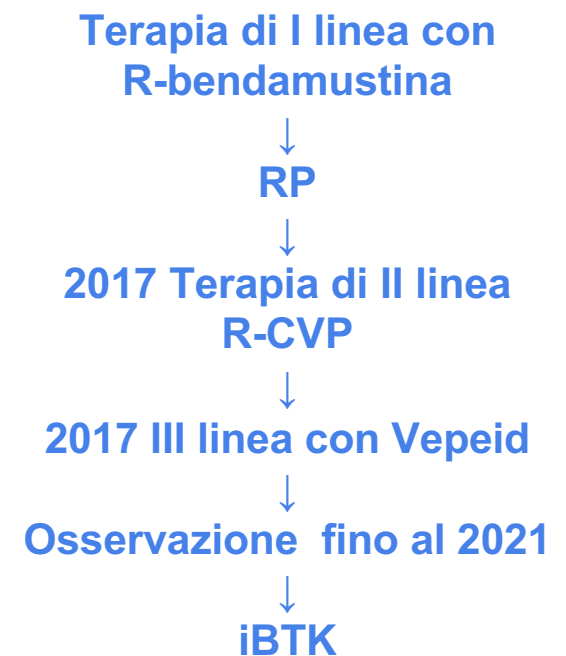 Terapia di I linea con
R-bendamustina
↓
RP
↓
2017 Terapia di II linea
R-CVP
↓
2017 III linea con Vepeid
↓
Osservazione fino al 2021
↓
iBTK